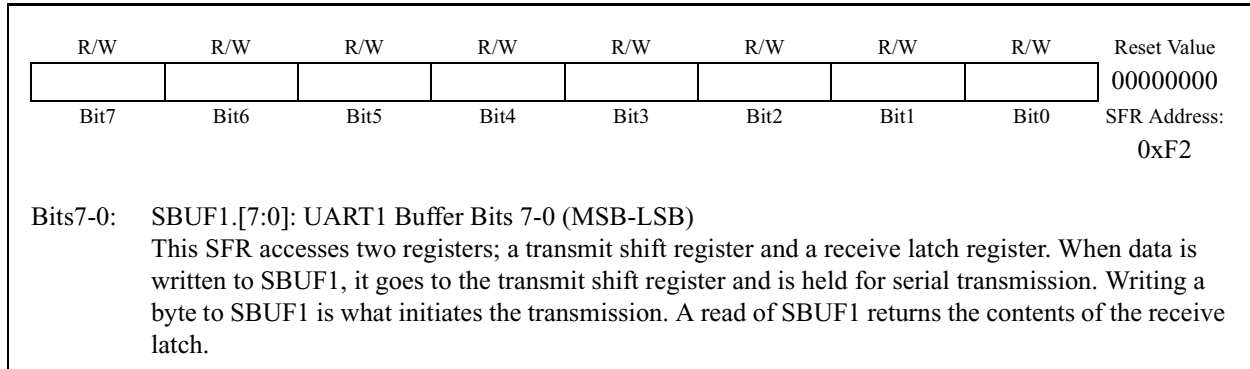 R/W R/W R/W R/W R/W R/W R/W R/W Reset Value
00000000
Bit7 Bit6 Bit5 Bit4 Bit3 Bit2 Bit1 Bit0 SFR Address:
0xF2
Bits7-0: SBUF1.[7:0]: UART1 Buffer Bits 7-0 (MSB-LSB)
This SFR accesses two registers; a transmit shift register and a receive latch register. When data is
written to SBUF1, it goes to the transmit shift register and is held for serial transmission. Writing a
byte to SBUF1 is what initiates the transmission. A read of SBUF1 returns the contents of the receive
latch.